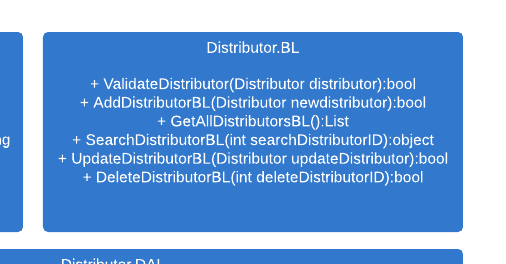 Distributor.BL
+ ValidateDistributor(Distributor distributor):bool
+ AddDistributorBL(Distributor newdistributor):bool
+ GetAllDistributorsBL():List
+ SearchDistributorBL(int searchDistributorID):object
+ UpdateDistributorBL(Distributor updateDistributor):bool
+ DeleteDistributorBL(int deleteDistributorID):bool